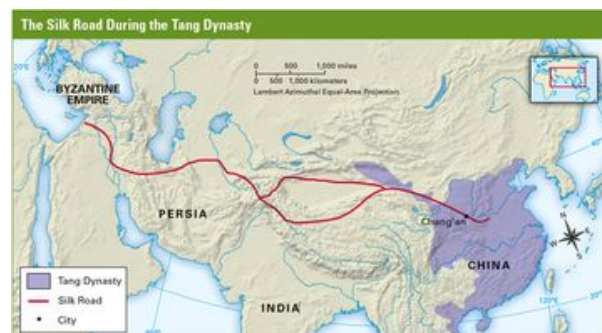 The Silk Road During the Tang Dynasty
0 500 1,000 miles
0 500 1,000 kilometers
Lambert Azimuthal Equal-Area Projection
BYZANTINE
EMPIRE
PERSIA
Chang'an
CHINA
INDIA
N
W E
S
Tang Dynasty
Silk Road
City
120°E